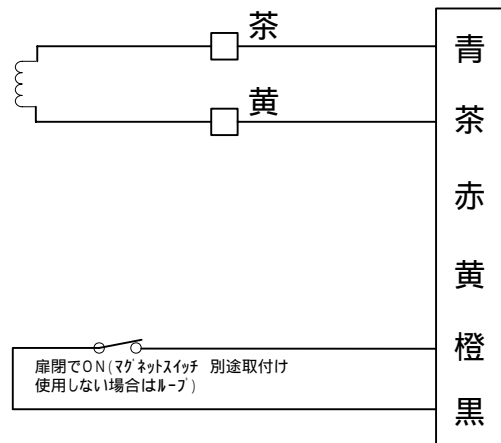 茶
青
黄
茶
赤
黄
橙
扉閉でON(ﾏｸﾞﾈｯﾄｽｲｯﾁ 別途取付け
使用しない場合はﾙｰﾌﾟ)
黒